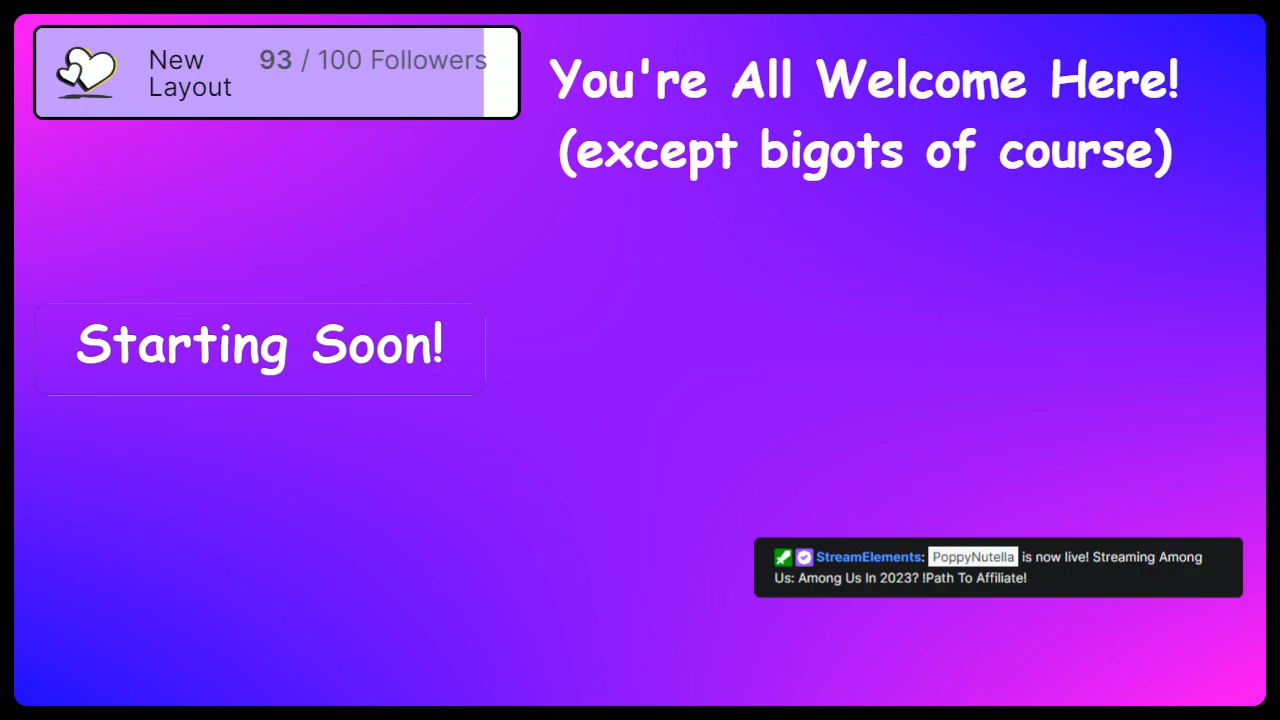 New
Layout
93 / 100 Followers
You're All Welcome Here!
(except bigots of course)
Starting Soon!
StreamElements: PoppyNutella is now live! Streaming Among
Us: Among Us In 2023? |Path To Affiliate!